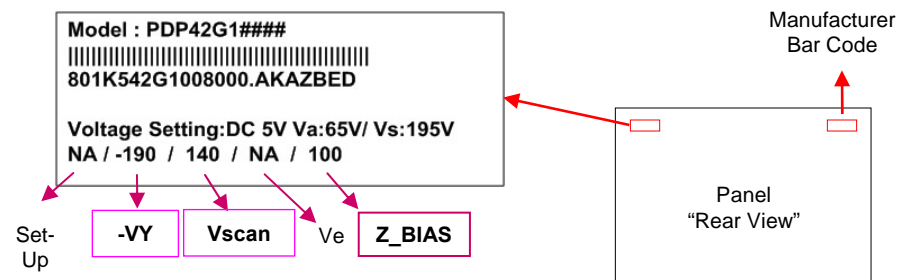 Model : PDP42G1####
801K542G1008000.AKAZBED
Voltage Setting:DC 5V Va:65V/ Vs:195V
NA / -190 / 140 / NA / 100
Set-
Up
-VY
Vscan
Ve
Z_BIAS
Manufacturer
Bar Code
Panel
“Rear View”